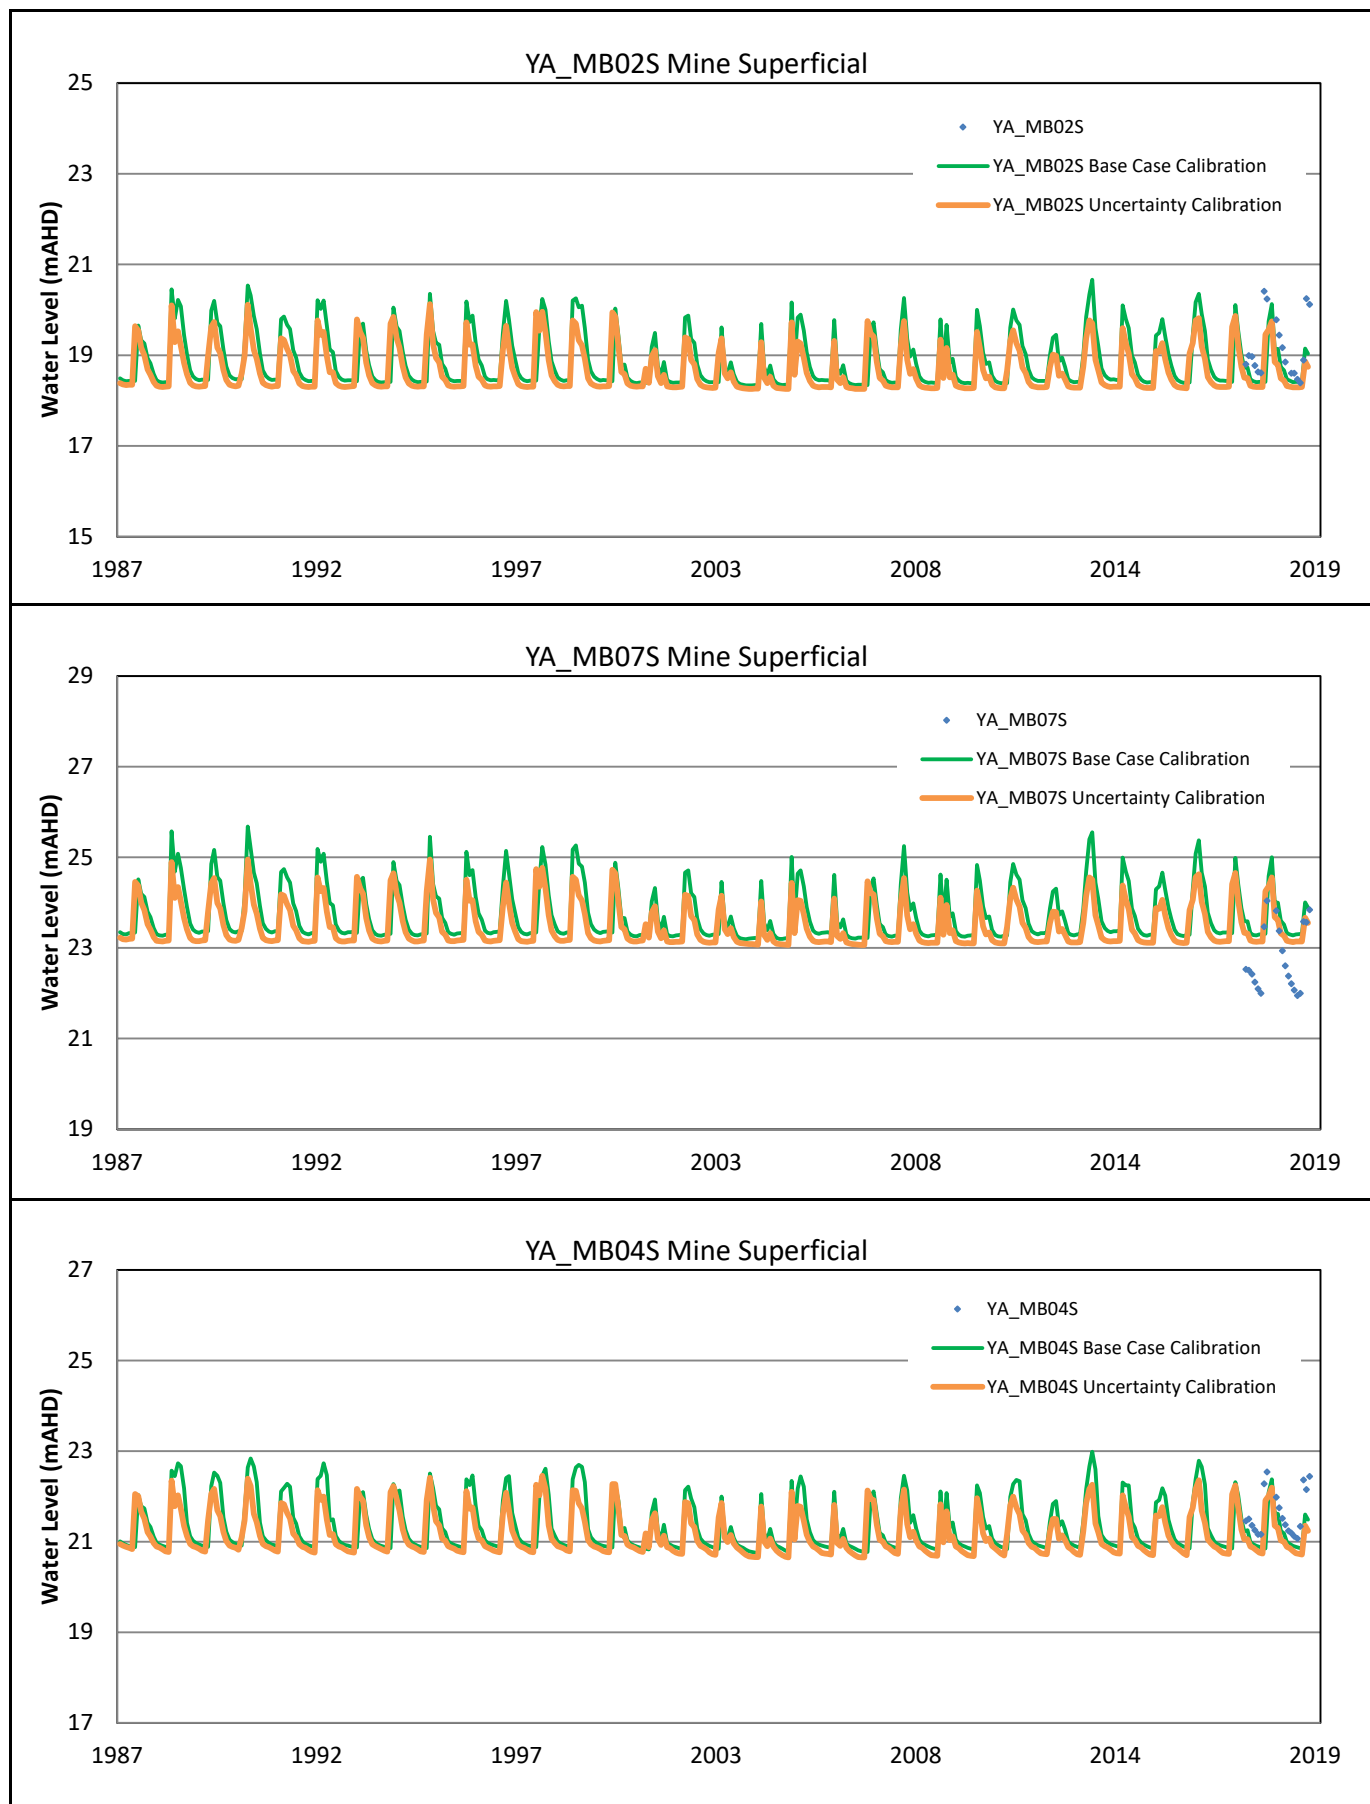 YA_MB02S Mine Superficial
25
23
21
19
17
15
Water Level (mAHD)
YA_MB02S
YA_MB02S Base Case Calibration
YA_MB02S Uncertainty Calibration
1987 1992 1997 2003 2008 2014 2019
YA_MB07S Mine Superficial
29
27
25
23
21
19
Water Level (mAHD)
YA_MB07S
YA_MB07S Base Case Calibration
YA_MB07S Uncertainty Calibration
1987 1992 1997 2003 2008 2014 2019
YA_MB04S Mine Superficial
27
25
23
21
19
17
Water Level (mAHD)
YA_MB04S
YA_MB04S Base Case Calibration
YA_MB04S Uncertainty Calibration
1987 1992 1997 2003 2008 2014 2019